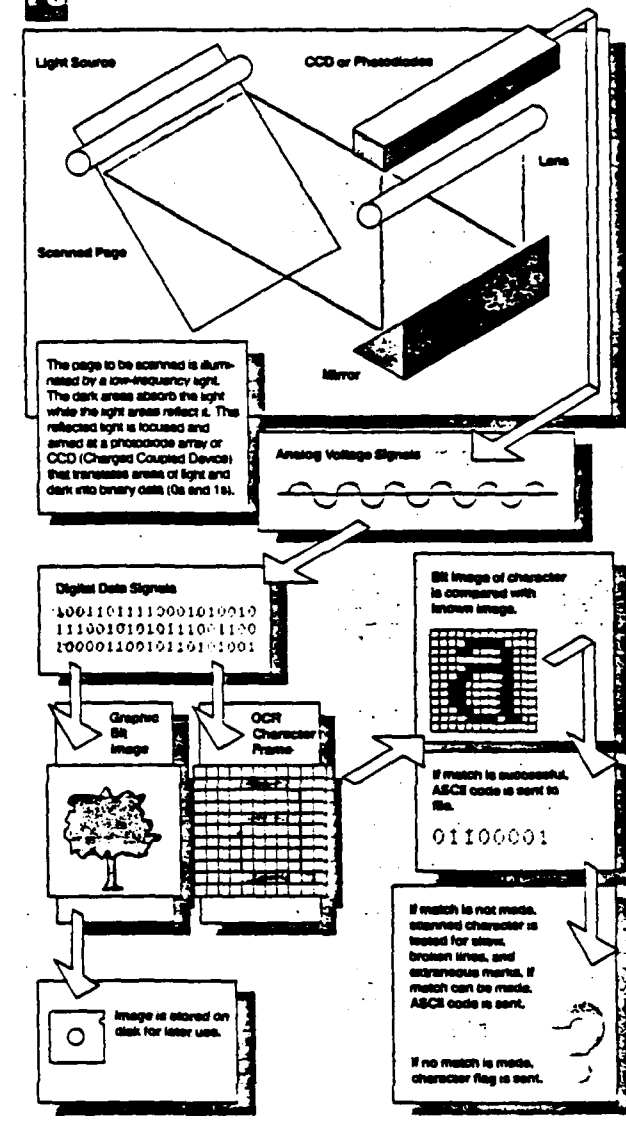 Light Source
CCD or Photodiodes
Lens
Scanned Page
Mirror
The page to be scanned is illumi-
nated by a low-frequency light.
The dark areas absorb the light
while the light areas reflect it. This
reflected light is focused and
aimed at a photodiode array or
CCD (Charged Coupled Device)
that translates areas of light and
dark into binary data (0s and 1s).
Analog Voltage Signals
Digital Data Signals
10011011110001010010
11100101010111001100
10000110010110101001
Graphic
Bit
Image
OCR
Character
Frame
Image is stored on
disk for later use.
Bit image of character
is compared with
known image.
a
If match is successful,
ASCII code is sent to
file.
01100001
If match is not made,
scanned character is
tested for skew,
broken lines, and
extraneous marks. If
match can be made,
ASCII code is sent.
?
If no match is made,
character flag is sent.